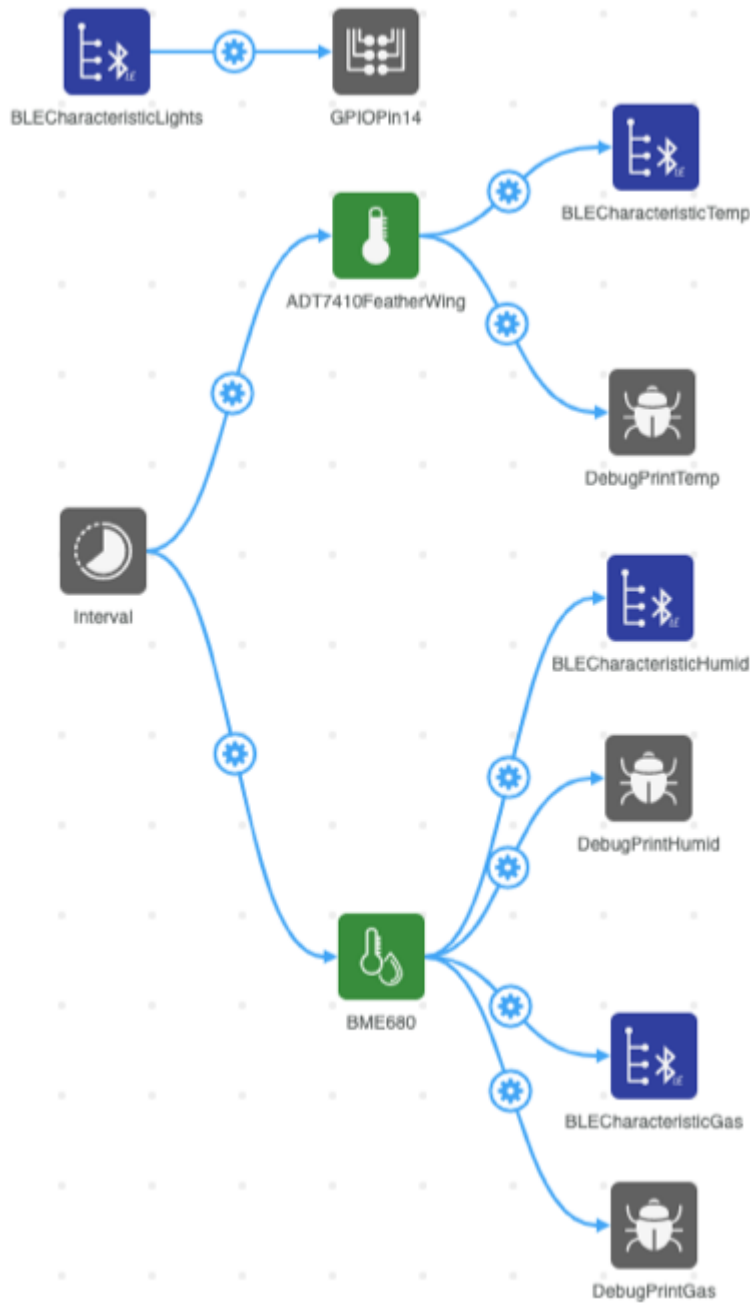 BLECharacteristicLights
GPIOPin14
BLECharacteristicTemp
ADT7410FeatherWing
DebugPrintTemp
Interval
BLECharacteristicHumid
DebugPrintHumid
BME680
BLECharacteristicGas
DebugPrintGas